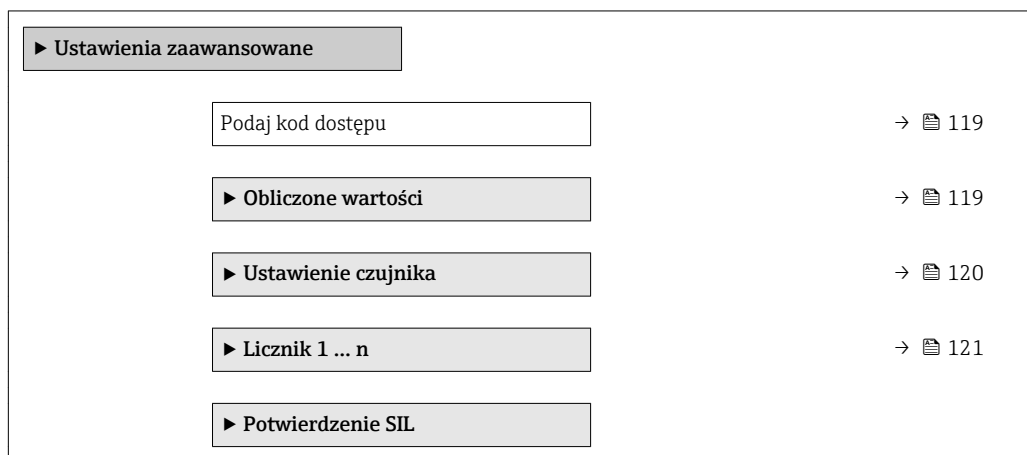 ▶ Ustawienia zaawansowane
Podaj kod dostępu → 119
▶ Obliczone wartości → 119
▶ Ustawienie czujnika → 120
▶ Licznik 1 … n → 121
▶ Potwierdzenie SIL